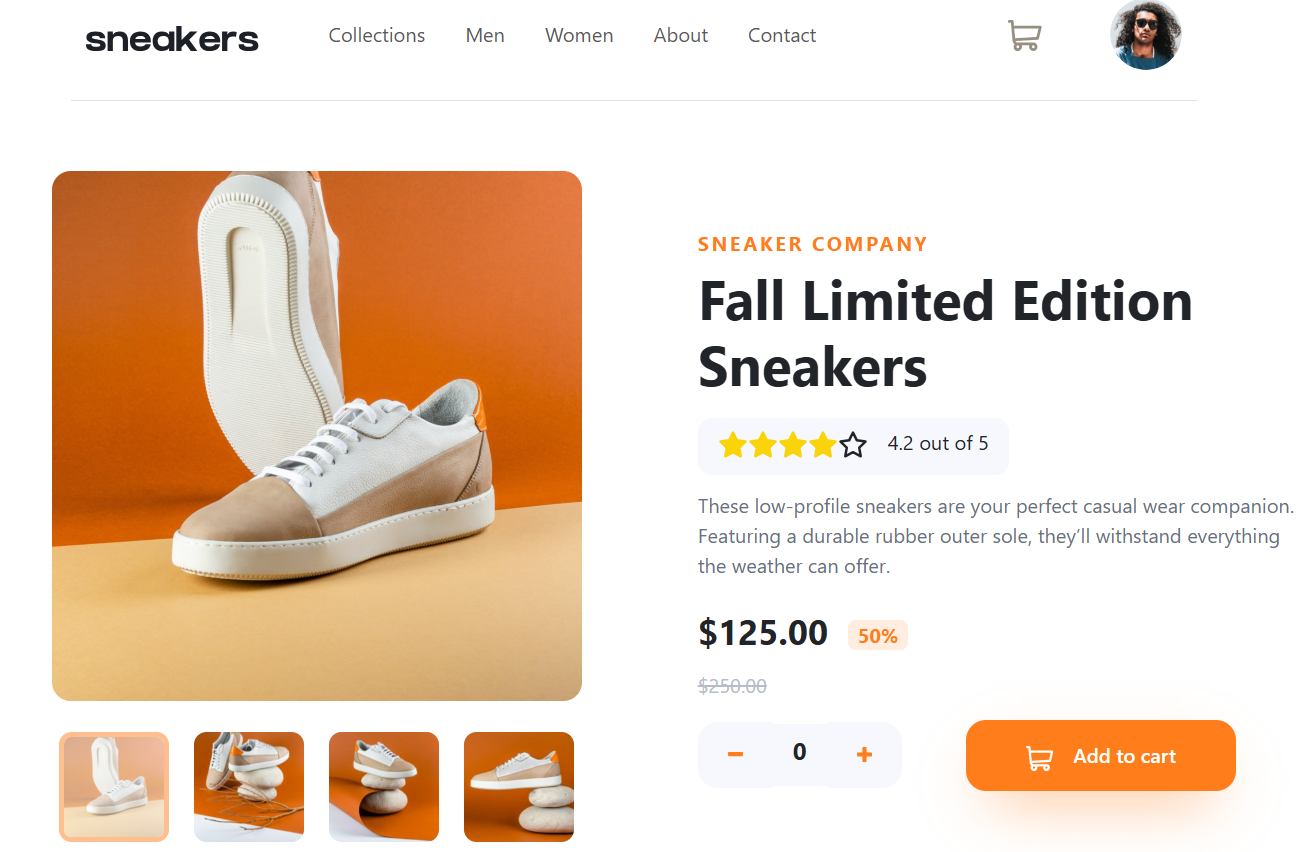 sneakers
Collections
Men
Women
About
Contact
SNEAKER COMPANY
Fall Limited Edition
Sneakers
4.2 out of 5
These low-profile sneakers are your perfect casual wear companion.
Featuring a durable rubber outer sole, they’ll withstand everything
the weather can offer.
$125.00 50%
$250.00
0
Add to cart